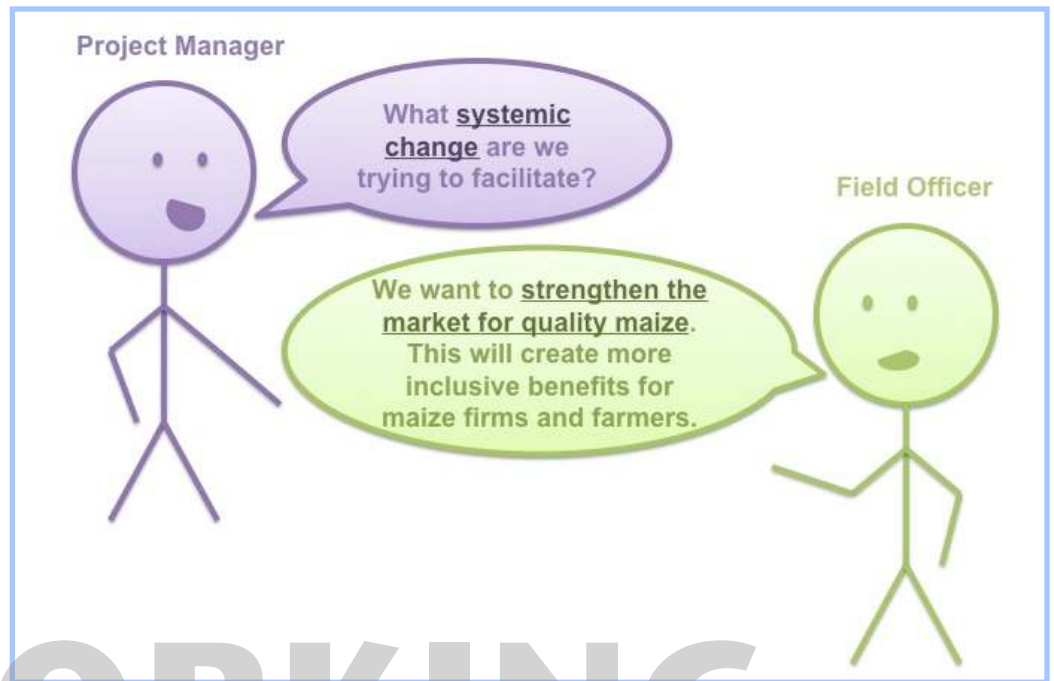 Project Manager
What systemic
change are we
trying to facilitate?
Field Officer
We want to strengthen the
market for quality maize.
This will create more
inclusive benefits for
maize firms and farmers.
ORKING